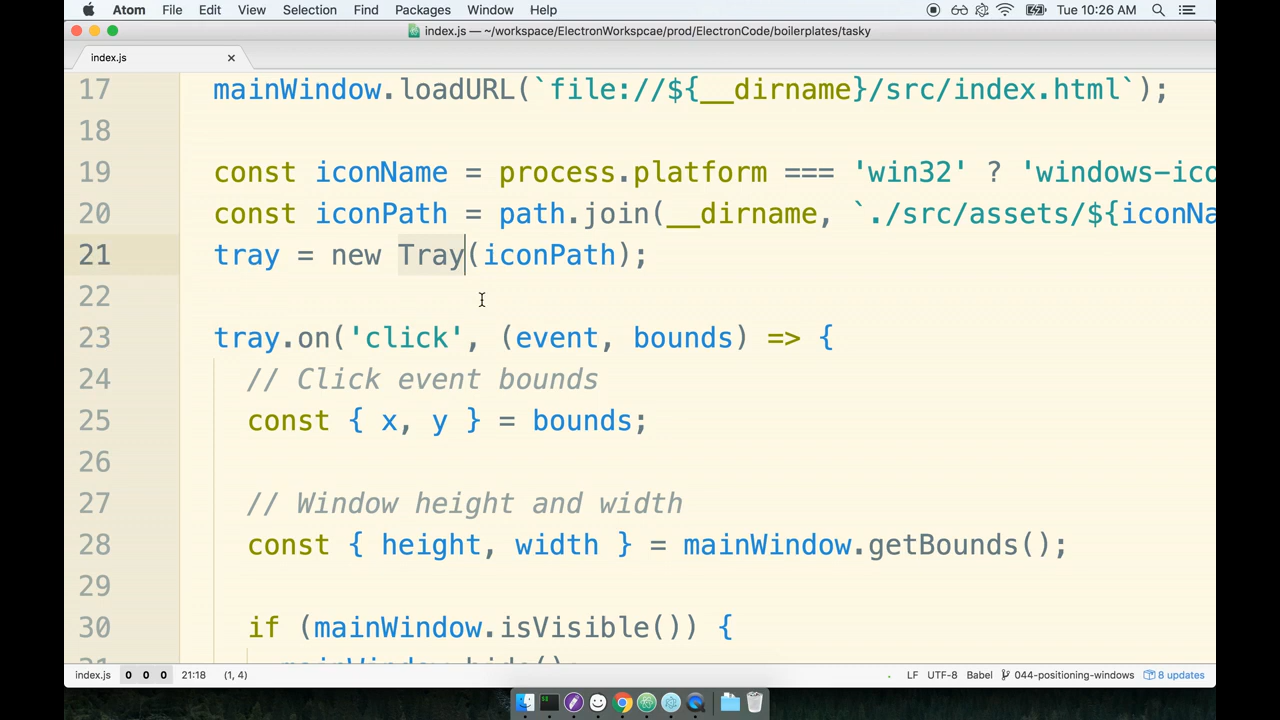 Atom File Edit View Selection Find Packages Window Help Tue 10:26 AM
index.js — ~/workspace/ElectronWorkspcae/prod/ElectronCode/boilerplates/tasky
index.js
17 mainWindow.loadURL(`file://${__dirname}/src/index.html`);
18
19 const iconName = process.platform === 'win32' ? 'windows-ico
20 const iconPath = path.join(__dirname, `./src/assets/${iconNa
21 tray = new Tray(iconPath);
22
23 tray.on('click', (event, bounds) => {
24 // Click event bounds
25 const { x, y } = bounds;
26
27 // Window height and width
28 const { height, width } = mainWindow.getBounds();
29
30 if (mainWindow.isVisible()) {
31 mainWindow.hide();
index.js 0 0 0 21:18 (1, 4) LF UTF-8 Babel 044-positioning-windows 8 updates